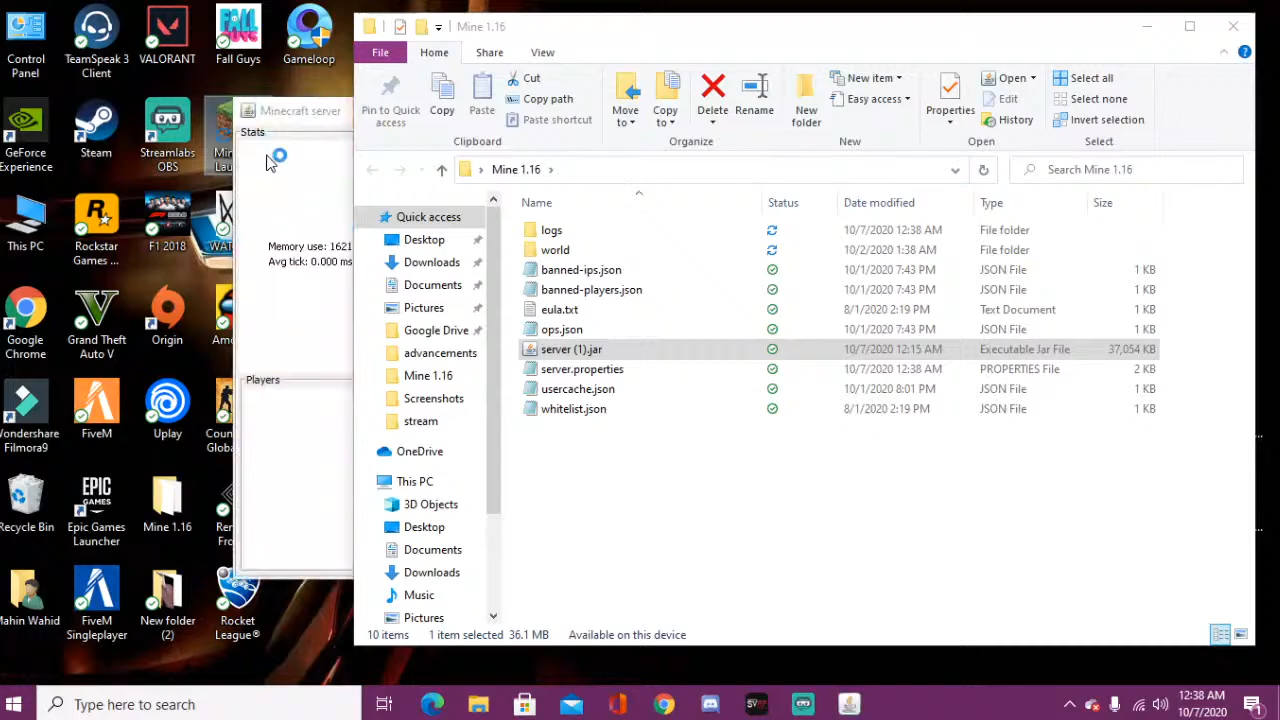 Control Panel
TeamSpeak 3 Client
VALORANT
Fall Guys
Gameloop
GeForce Experience
Steam
Streamlabs OBS
This PC
Rockstar Games ...
F1 2018
Google Chrome
Grand Theft Auto V
Origin
Wondershare Filmora9
FiveM
Uplay
Recycle Bin
Epic Games Launcher
Mine 1.16
Mahin Wahid
FiveM Singleplayer
New folder (2)
Rocket League®
Minecraft server
Stats
Memory use: 1621
Avg tick: 0.000 ms
Players
Mine 1.16
File
Home
Share
View
Pin to Quick access
Copy
Paste
Cut
Copy path
Paste shortcut
Clipboard
Move to
Copy to
Delete
Rename
Organize
New folder
New item
Easy access
New
Properties
Open
Edit
History
Open
Select all
Select none
Invert selection
Select
Mine 1.16
Search Mine 1.16
Quick access
Desktop
Downloads
Documents
Pictures
Google Drive
advancements
Mine 1.16
Screenshots
stream
OneDrive
This PC
3D Objects
Desktop
Documents
Downloads
Music
Pictures
Name Status Date modified Type Size
logs 10/7/2020 12:38 AM File folder
world 10/2/2020 1:38 AM File folder
banned-ips.json 10/1/2020 7:43 PM JSON File 1 KB
banned-players.json 10/1/2020 7:43 PM JSON File 1 KB
eula.txt 8/1/2020 2:19 PM Text Document 1 KB
ops.json 10/1/2020 7:43 PM JSON File 1 KB
server (1).jar 10/7/2020 12:15 AM Executable Jar File 37,054 KB
server.properties 10/7/2020 12:38 AM PROPERTIES File 2 KB
usercache.json 10/1/2020 8:01 PM JSON File 1 KB
whitelist.json 8/1/2020 2:19 PM JSON File 1 KB
10 items 1 item selected 36.1 MB Available on this device
Type here to search
12:38 AM
10/7/2020
1